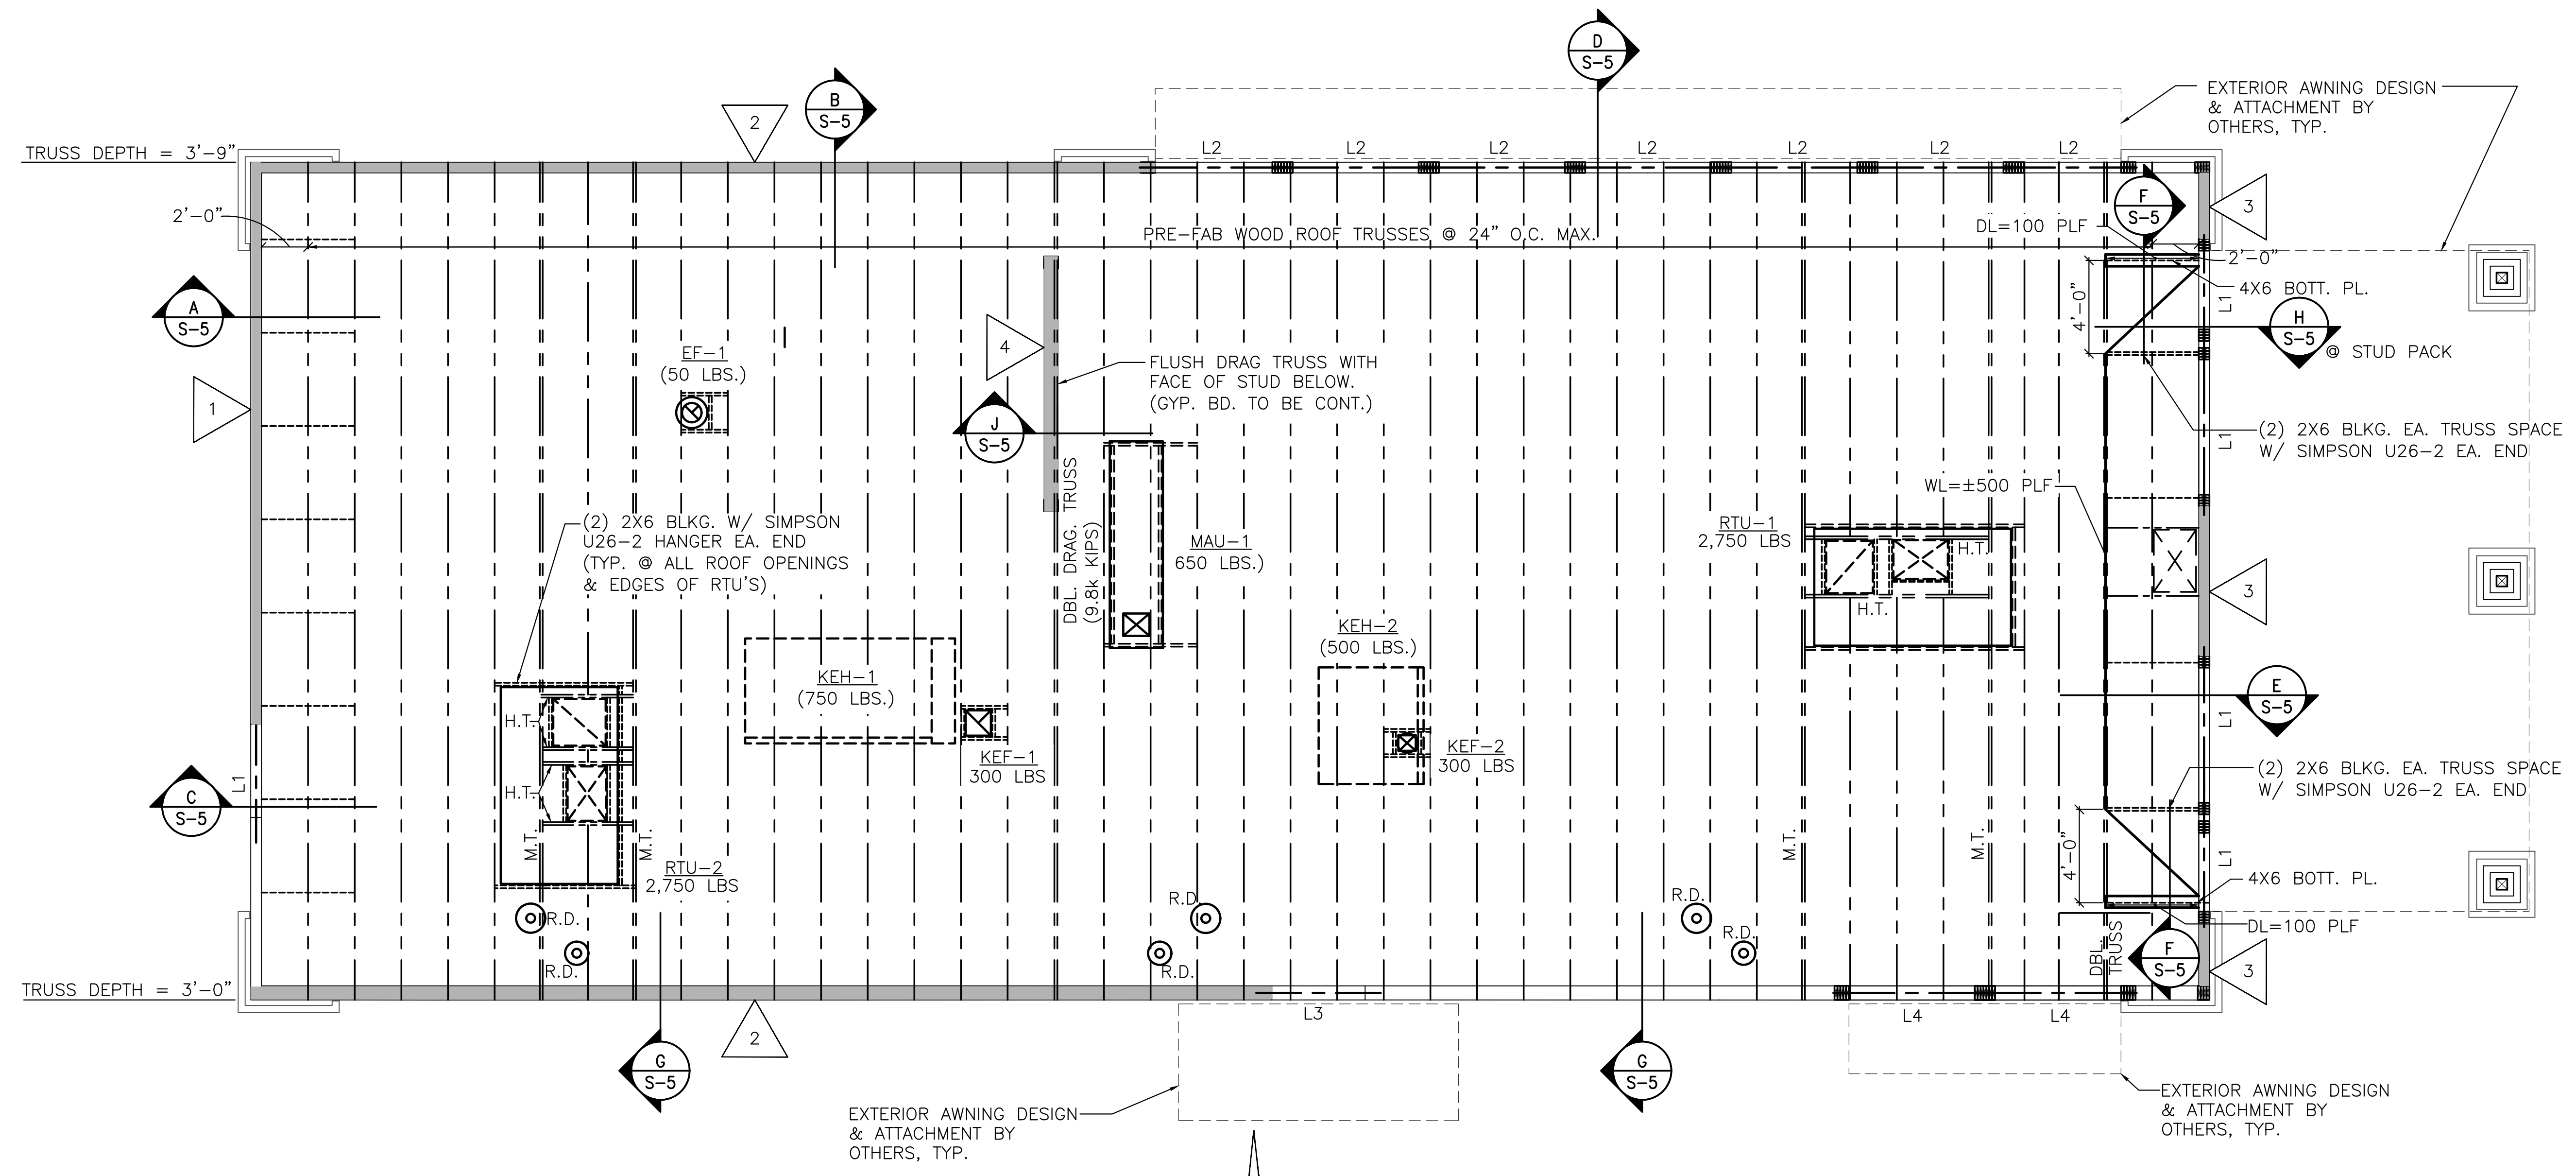 D
S-5
B
S-5
2
EXTERIOR AWNING DESIGN
& ATTACHMENT BY
OTHERS, TYP.
TRUSS DEPTH = 3'-9"
L2
L2
L2
L2
L2
L2
L2
2'-0"
F
S-5
3
DL=100 PLF
PRE-FAB WOOD ROOF TRUSSES @ 24" O.C. MAX.
2'-0"
4X6 BOTT. PL.
4'-0"
L1
A
S-5
H
S-5
@ STUD PACK
4
EF-1
(50 LBS.)
FLUSH DRAG TRUSS WITH
FACE OF STUD BELOW.
(GYP. BD. TO BE CONT.)
1
J
S-5
L1
(2) 2X6 BLKG. EA. TRUSS SPACE
W/ SIMPSON U26-2 EA. END
WL=±500 PLF
DBL. DRAG. TRUSS
(9.8k KIPS)
(2) 2X6 BLKG. W/ SIMPSON
U26-2 HANGER EA. END
(TYP. @ ALL ROOF OPENINGS
& EDGES OF RTU'S)
MAU-1
650 LBS.)
RTU-1
2,750 LBS
H.T.
H.T.
3
KEH-2
(500 LBS.)
KEH-1
(750 LBS.)
E
S-5
L1
H.T.
H.T.
KEF-1
300 LBS
KEF-2
300 LBS
(2) 2X6 BLKG. EA. TRUSS SPACE
W/ SIMPSON U26-2 EA. END
L1
C
S-5
M.T.
M.T.
M.T.
M.T.
4'-0"
L1
RTU-2
2,750 LBS
4X6 BOTT. PL.
R.D.
R.D.
R.D.
R.D.
R.D.
R.D.
DL=100 PLF
DBL.
TRUSS
F
S-5
3
TRUSS DEPTH = 3'-0"
L3
L4
L4
2
G
S-5
G
S-5
EXTERIOR AWNING DESIGN
& ATTACHMENT BY
OTHERS, TYP.
EXTERIOR AWNING DESIGN
& ATTACHMENT BY
OTHERS, TYP.